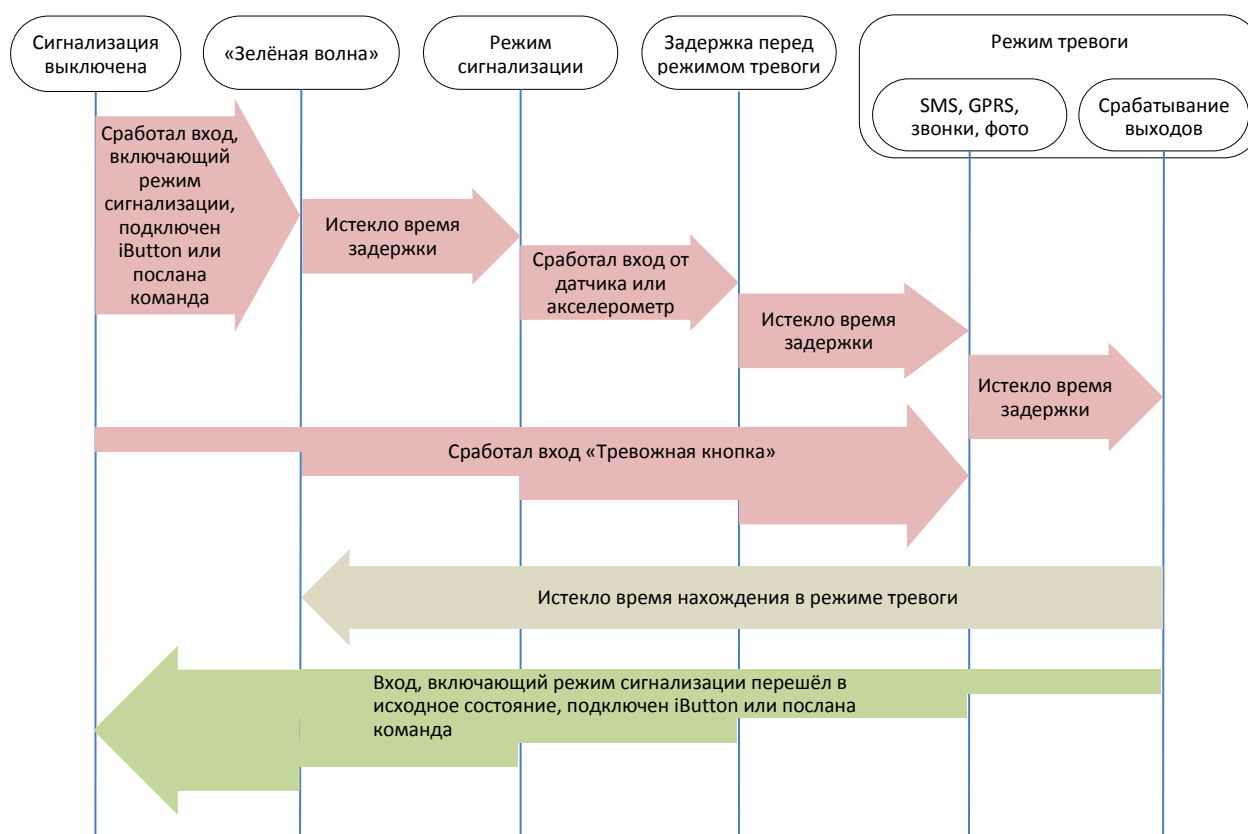 Сигнализация
выключена
«Зелёная волна»
Режим
сигнализации
Задержка перед
режимом тревоги
Режим тревоги
SMS, GPRS,
звонки, фото
Срабатывание
выходов
Сработал вход,
включающий
режим
сигнализации,
подключен
iButton или
послана
команда
Истекло время
задержки
Сработал вход от
датчика или
акселерометр
Истекло время
задержки
Истекло время
задержки
Сработал вход «Тревожная кнопка»
Истекло время нахождения в режиме тревоги
Вход, включающий режим сигнализации перешёл в
исходное состояние, подключен iButton или послана
команда